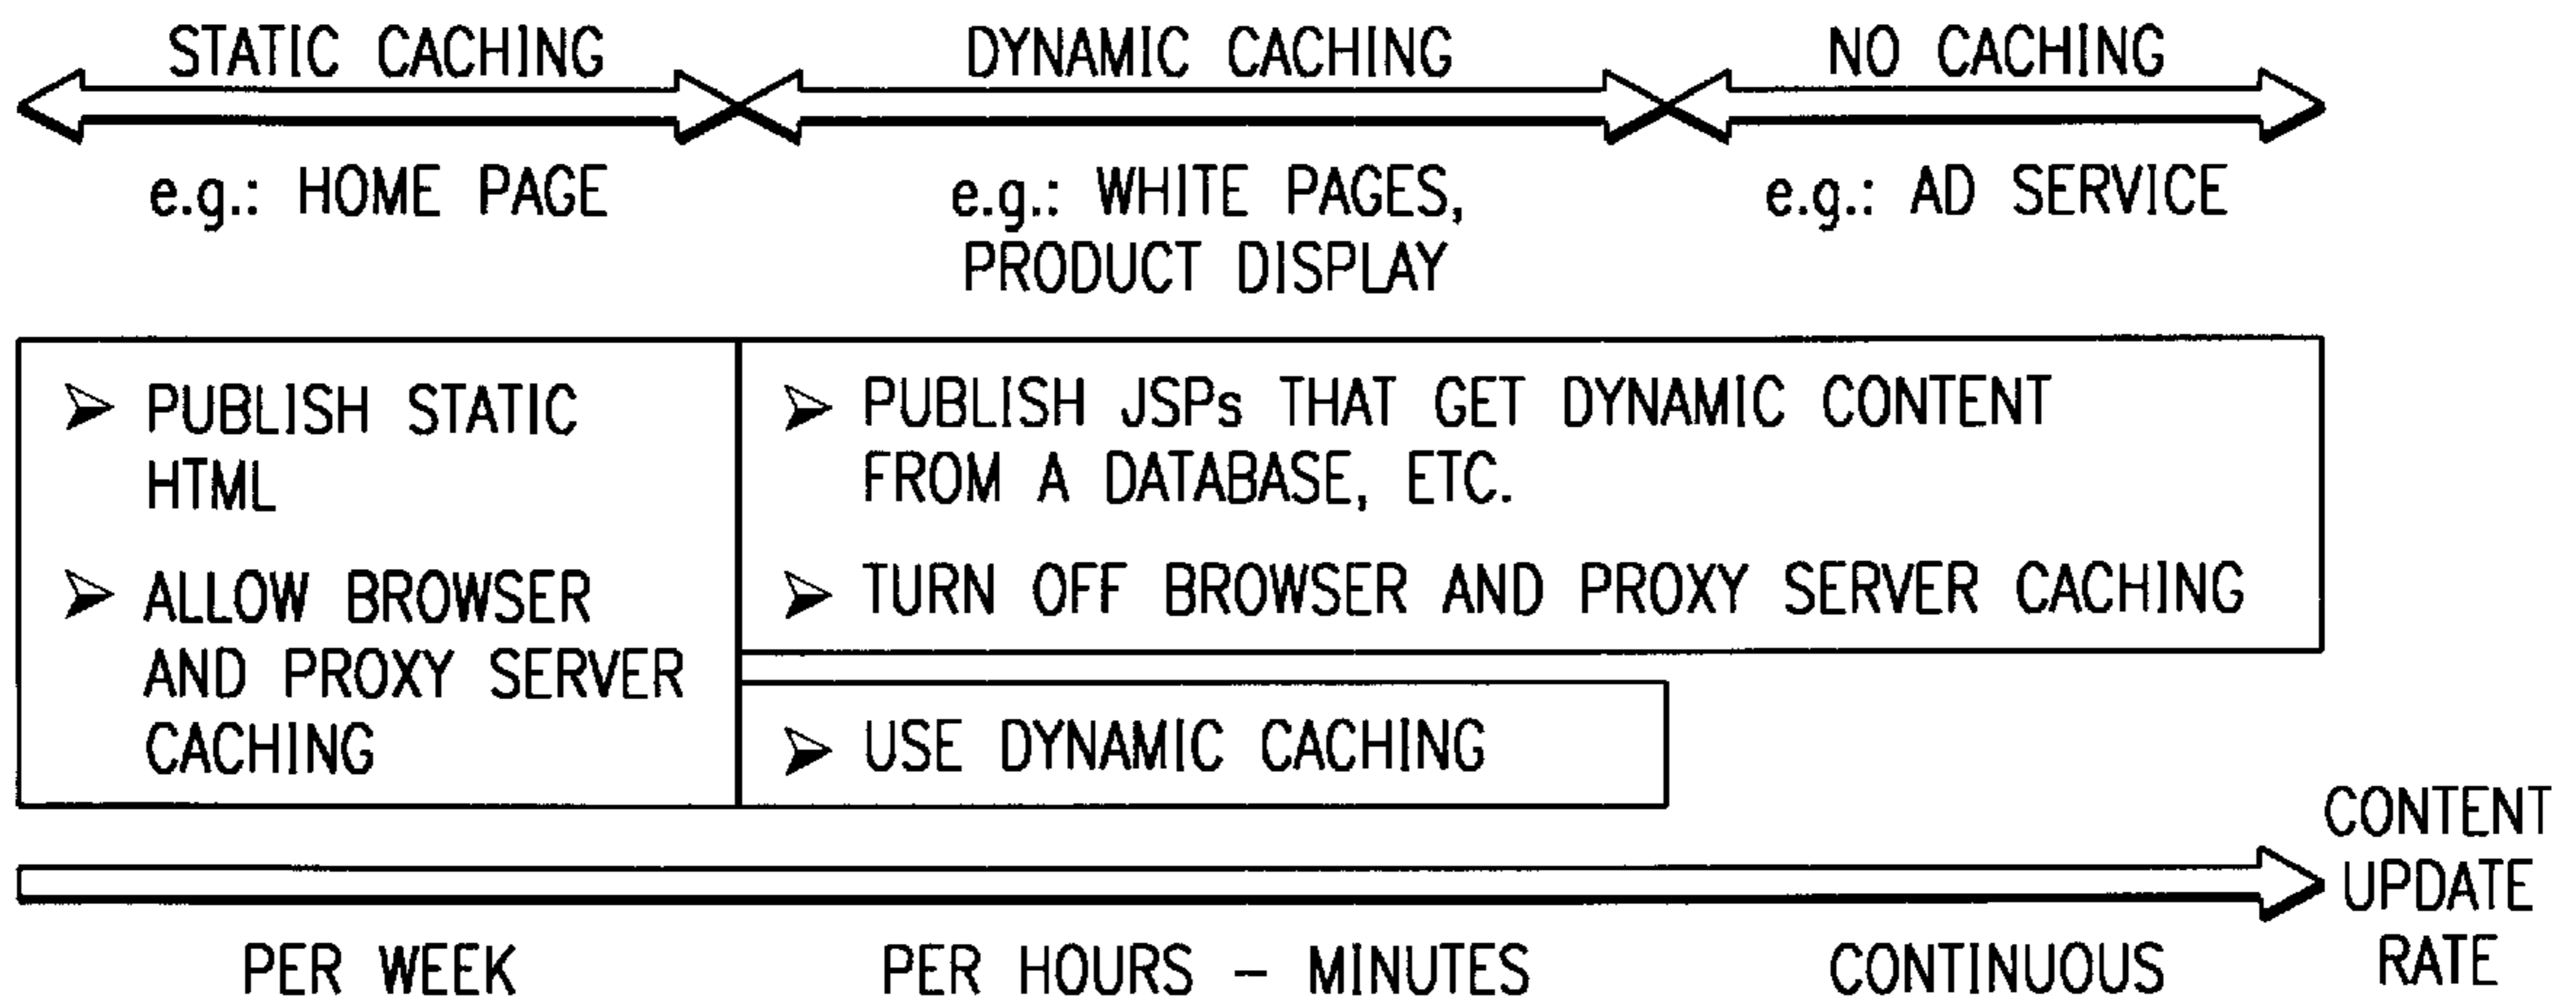 STATIC CACHING
DYNAMIC CACHING
NO CACHING
e.g.: HOME PAGE
e.g.: WHITE PAGES,
PRODUCT DISPLAY
e.g.: AD SERVICE
PUBLISH STATIC
HTML
ALLOW BROWSER
AND PROXY SERVER
CACHING
PUBLISH JSPs THAT GET DYNAMIC CONTENT
FROM A DATABASE, ETC.
TURN OFF BROWSER AND PROXY SERVER CACHING
USE DYNAMIC CACHING
CONTENT
UPDATE
RATE
PER WEEK
PER HOURS – MINUTES
CONTINUOUS